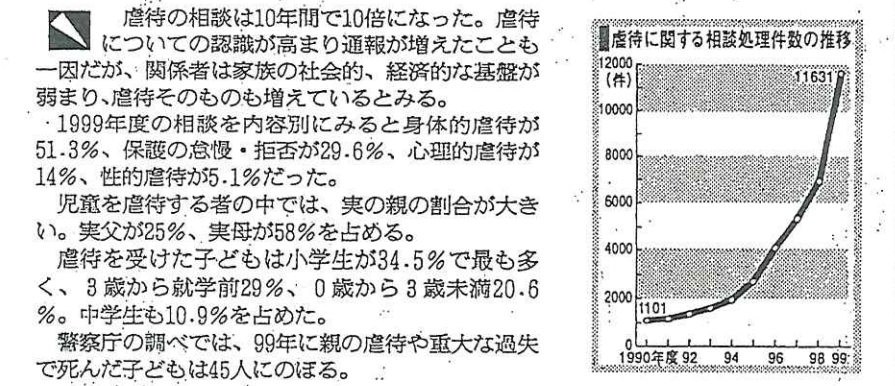 虐待の相談は10年間で10倍になった。虐待
についての認識が高まり通報が増えたことも
一因だが、関係者は家族の社会的、経済的な基盤が
弱まり、虐待そのものも増えているとみる。
1999年度の相談を内容別にみると身体的虐待が
51.3%、保護の怠慢・拒否が29.6%、心理的虐待が
14%、性的虐待が5.1%だった。
児童を虐待する者の中では、実の親の割合が大き
い。実父が25%、実母が58%を占める。
虐待を受けた子どもは小学生が34.5%で最も多
く、3歳から就学前29%、0歳から3歳未満20.6
%。中学生も10.9%を占めた。
警察庁の調べでは、99年に親の虐待や重大な過失
で死んだ子どもは45人にのぼる。
虐待に関する相談処理件数の推移
12000
(件)
11631
10000
8000
6000
4000
2000
1101
0
1990年度 92 94 96 98 99